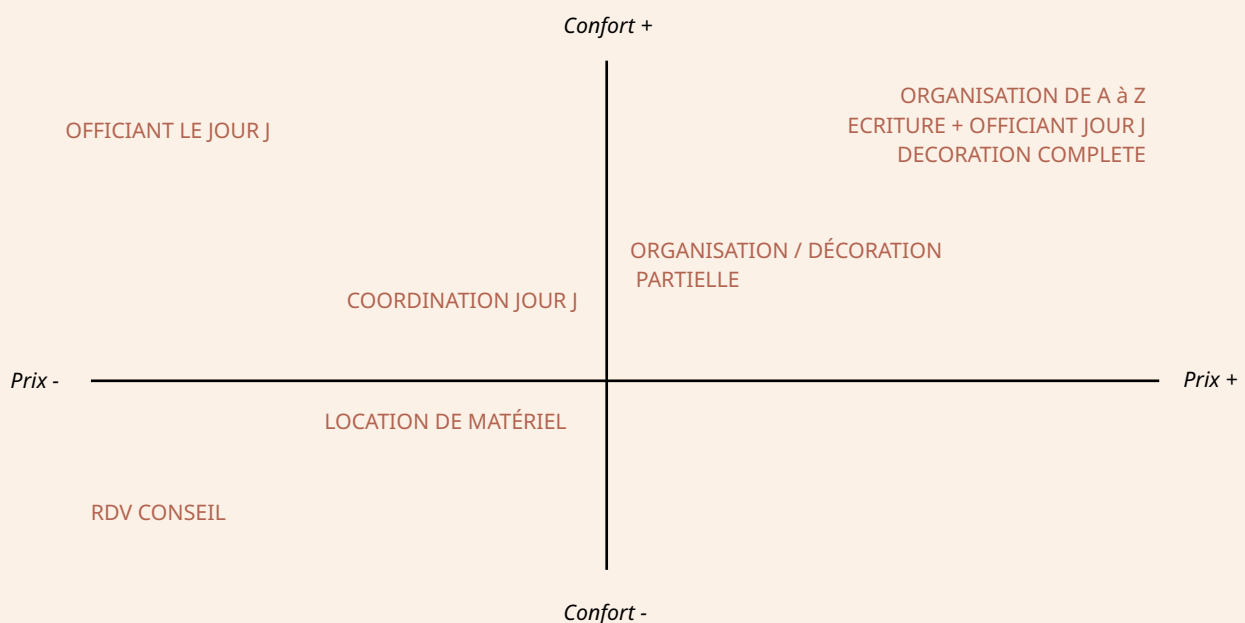 Confort +
ORGANISATION DE A à Z
OFFICIANT LE JOUR J
ECRITURE + OFFICIANT JOUR J
DECORATION COMPLETE
ORGANISATION / DÉCORATION
PARTIELLE
COORDINATION JOUR J
Prix -
Prix +
LOCATION DE MATÉRIEL
RDV CONSEIL
Confort -